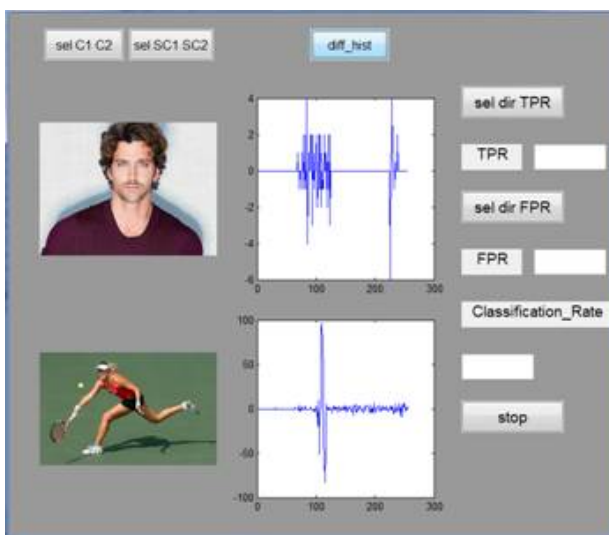 sel C1 C2
sel SC1 SC2
diff_hist
sel dir TPR
TPR
sel dir FPR
FPR
Classification_Rate
stop
4
2
0
-2
-4
-6
0
100
200
300
100
50
0
-50
-100
0
100
200
300